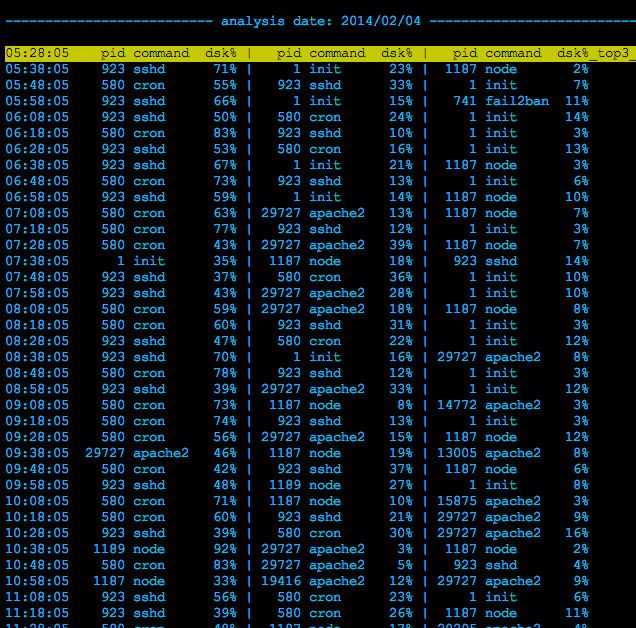 -------------------------- analysis date: 2014/02/04 --------------------------
05:28:05    pid command  dsk% |   pid command  dsk% |   pid command  dsk%_top3_
05:38:05    923 sshd      71% |     1 init      23% |  1187 node       2%
05:48:05    580 cron      55% |   923 sshd      33% |     1 init       7%
05:58:05    923 sshd      66% |     1 init      15% |   741 fail2ban  11%
06:08:05    923 sshd      50% |   580 cron      24% |     1 init      14%
06:18:05    580 cron      83% |   923 sshd      10% |     1 init       3%
06:28:05    923 sshd      53% |   580 cron      16% |     1 init      13%
06:38:05    923 sshd      67% |     1 init      21% |  1187 node       3%
06:48:05    580 cron      73% |   923 sshd      13% |     1 init       6%
06:58:05    923 sshd      59% |     1 init      14% |  1187 node      10%
07:08:05    580 cron      63% | 29727 apache2   13% |  1187 node       7%
07:18:05    580 cron      77% |   923 sshd      12% |     1 init       3%
07:28:05    580 cron      43% | 29727 apache2   39% |  1187 node       7%
07:38:05      1 init      35% |  1187 node      18% |   923 sshd      14%
07:48:05    923 sshd      37% |   580 cron      36% |     1 init      10%
07:58:05    923 sshd      43% | 29727 apache2   28% |     1 init      10%
08:08:05    580 cron      59% | 29727 apache2   18% |  1187 node       8%
08:18:05    580 cron      60% |   923 sshd      31% |     1 init       3%
08:28:05    923 sshd      47% |   580 cron      22% |     1 init      12%
08:38:05    923 sshd      70% |     1 init      16% | 29727 apache2    8%
08:48:05    580 cron      78% |   923 sshd      12% |     1 init       3%
08:58:05    923 sshd      39% | 29727 apache2   33% |     1 init      12%
09:08:05    580 cron      73% |  1187 node       8% | 14772 apache2    3%
09:18:05    580 cron      74% |   923 sshd      13% |     1 init       3%
09:28:05    580 cron      56% | 29727 apache2   15% |  1187 node      12%
09:38:05  29727 apache2   46% |  1187 node      19% | 13005 apache2    8%
09:48:05    580 cron      42% |   923 sshd      37% |  1187 node       6%
09:58:05    923 sshd      48% |  1189 node      27% |     1 init       8%
10:08:05    580 cron      71% |  1187 node      10% | 15875 apache2    3%
10:18:05    580 cron      60% |   923 sshd      21% | 29727 apache2    9%
10:28:05    923 sshd      39% |   580 cron      30% | 29727 apache2   16%
10:38:05   1189 node      92% | 29727 apache2    3% |  1187 node       2%
10:48:05    580 cron      83% | 29727 apache2    5% |   923 sshd       4%
10:58:05   1187 node      33% | 19416 apache2   12% | 29727 apache2    9%
11:08:05    923 sshd      56% |   580 cron      23% |     1 init       6%
11:18:05    923 sshd      39% |   580 cron      26% |  1187 node      11%